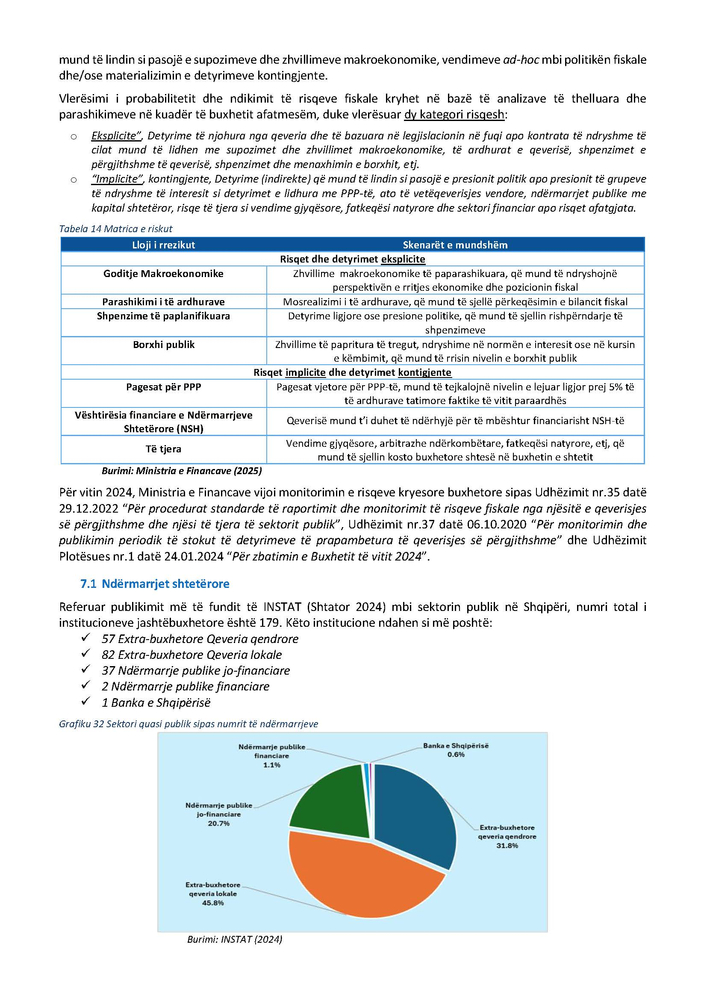 mund të lindin si pasojë e supozimeve dhe zhvillimeve makroekonomike, vendimeve ad-hoc mbi politikën fiskale
dhe/ose materializimin e detyrimeve kontingjente.
Vlerësimi i probabilitetit dhe ndikimit të risqeve fiskale kryhet në bazë të analizave të thelluara dhe
parashikimeve në kuadër të buxhetit afatmesëm, duke vlerësuar dy kategori risqesh:
o Eksplicite”, Detyrime të njohura nga qeveria dhe të bazuara në legjislacionin në fuqi apo kontrata të ndryshme të
cilat mund të lidhen me supozimet dhe zhvillimet makroekonomike, të ardhurat e qeverisë, shpenzimet e
përgjithshme të qeverisë, shpenzimet dhe menaxhimin e borxhit, etj.
o “Implicite”, kontingjente, Detyrime (indirekte) që mund të lindin si pasojë e presionit politik apo presionit të grupeve
të ndryshme të interesit si detyrimet e lidhura me PPP-të, ato të vetëqeverisjes vendore, ndërmarrjet publike me
kapital shtetëror, risqe të tjera si vendime gjyqësore, fatkeqësi natyrore dhe sektori financiar apo risqet afatgjata.
Tabela 14 Matrica e riskut
Lloji i rrezikut Skenarët e mundshëm
Risqet dhe detyrimet eksplicite
Goditje Makroekonomike Zhvillime makroekonomike të paparashikuara, që mund të ndryshojnë
perspektivën e rritjes ekonomike dhe pozicionin fiskal
Parashikimi i të ardhurave Mosrealizimi i të ardhurave, që mund të sjellë përkeqësimin e bilancit fiskal
Shpenzime të paplanifikuara Detyrime ligjore ose presione politike, që mund të sjellin rishpërndarje të
shpenzimeve
Borxhi publik Zhvillime të papritura të tregut, ndryshime në normën e interesit ose në kursin
e këmbimit, që mund të rrisin nivelin e borxhit publik
Risqet implicite dhe detyrimet kontigjente
Pagesat për PPP Pagesat vjetore për PPP-të, mund të tejkalojnë nivelin e lejuar ligjor prej 5% të
të ardhurave tatimore faktike të vitit paraardhës
Vështirësia financiare e Ndërmarrjeve
Shtetërore (NSH) Qeverisë mund t’i duhet të ndërhyjë për të mbështur financiarisht NSH-të
Të tjera Vendime gjyqësore, arbitrazhe ndërkombëtare, fatkeqësi natyrore, etj, që
mund të sjellin kosto buxhetore shtesë në buxhetin e shtetit
Burimi: Ministria e Financave (2025)
Për vitin 2024, Ministria e Financave vijoi monitorimin e risqeve kryesore buxhetore sipas Udhëzimit nr.35 datë
29.12.2022 “Për procedurat standarde të raportimit dhe monitorimit të risqeve fiskale nga njësitë e qeverisjes
së përgjithshme dhe njësi të tjera të sektorit publik”, Udhëzimit nr.37 datë 06.10.2020 “Për monitorimin dhe
publikimin periodik të stokut të detyrimeve të prapambetura të qeverisjes së përgjithshme” dhe Udhëzimit
Plotësues nr.1 datë 24.01.2024 “Për zbatimin e Buxhetit të vitit 2024”.
7.1 Ndërmarrjet shtetërore
Referuar publikimit më të fundit të INSTAT (Shtator 2024) mbi sektorin publik në Shqipëri, numri total i
institucioneve jashtëbuxhetore është 179. Këto institucione ndahen si më poshtë:
✓ 57 Extra-buxhetore Qeveria qendrore
✓ 82 Extra-buxhetore Qeveria lokale
✓ 37 Ndërmarrje publike jo-financiare
✓ 2 Ndërmarrje publike financiare
✓ 1 Banka e Shqipërisë
Grafiku 32 Sektori quasi publik sipas numrit të ndërmarrjeve
Ndërmarrje publike
financiare
1.1%
Banka e Shqipërisë
0.6%
Ndërmarrje publike
jo-financiare
20.7%
Extra-buxhetore
qeveria qendrore
31.8%
Extra-buxhetore
qeveria lokale
45.8%
Burimi: INSTAT (2024)